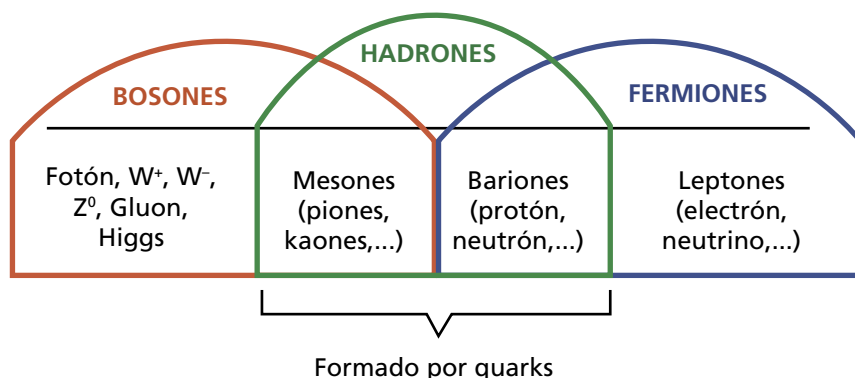 HADRONES
BOSONES
FERMIONES
Fotón, W⁺, W⁻,
Z⁰, Gluon,
Higgs
Mesones
(piones,
kaones,...)
Bariones
(protón,
neutrón,...)
Leptones
(electrón,
neutrino,...)
Formado por quarks